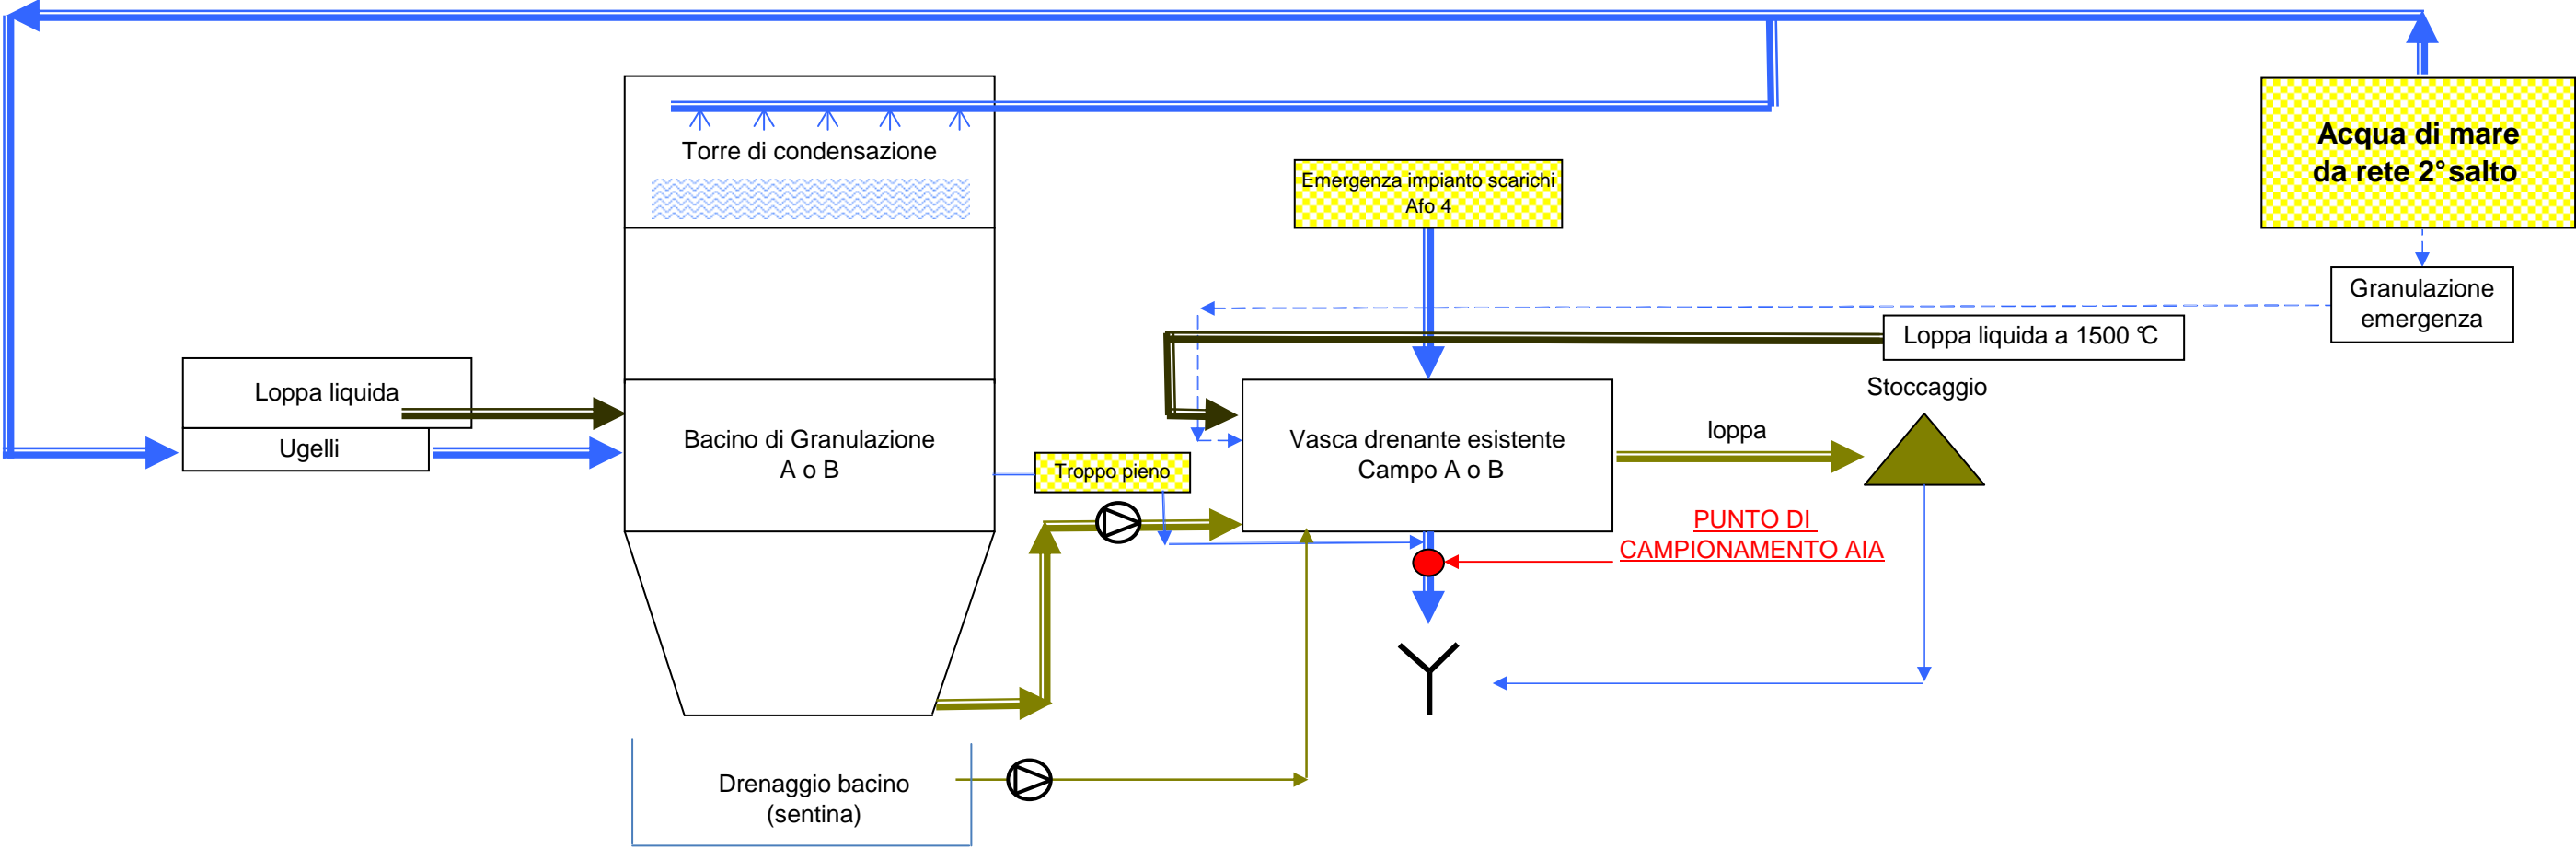 Torre di condensazione
Emergenza impianto scarichi
Afo 4
Acqua di mare
da rete 2° salto
Granulazione
emergenza
Loppa liquida a 1500 °C
Stoccaggio
Loppa liquida
Ugelli
Bacino di Granulazione
A o B
Troppo pieno
Vasca drenante esistente
Campo A o B
loppa
PUNTO DI
CAMPIONAMENTO AIA
Drenaggio bacino
(sentina)